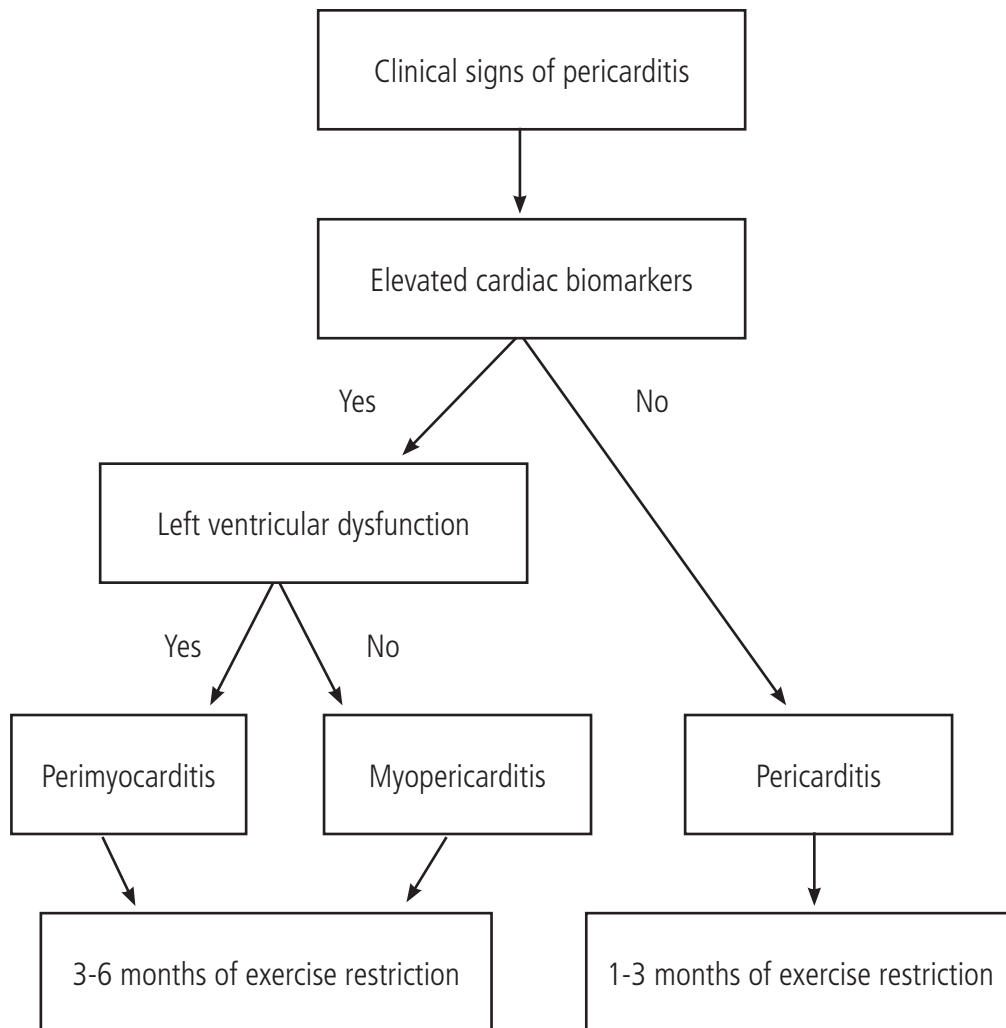 Clinical signs of pericarditis
Elevated cardiac biomarkers
Yes
No
Left ventricular dysfunction
Yes
No
Perimyocarditis
Myopericarditis
Pericarditis
3-6 months of exercise restriction
1-3 months of exercise restriction